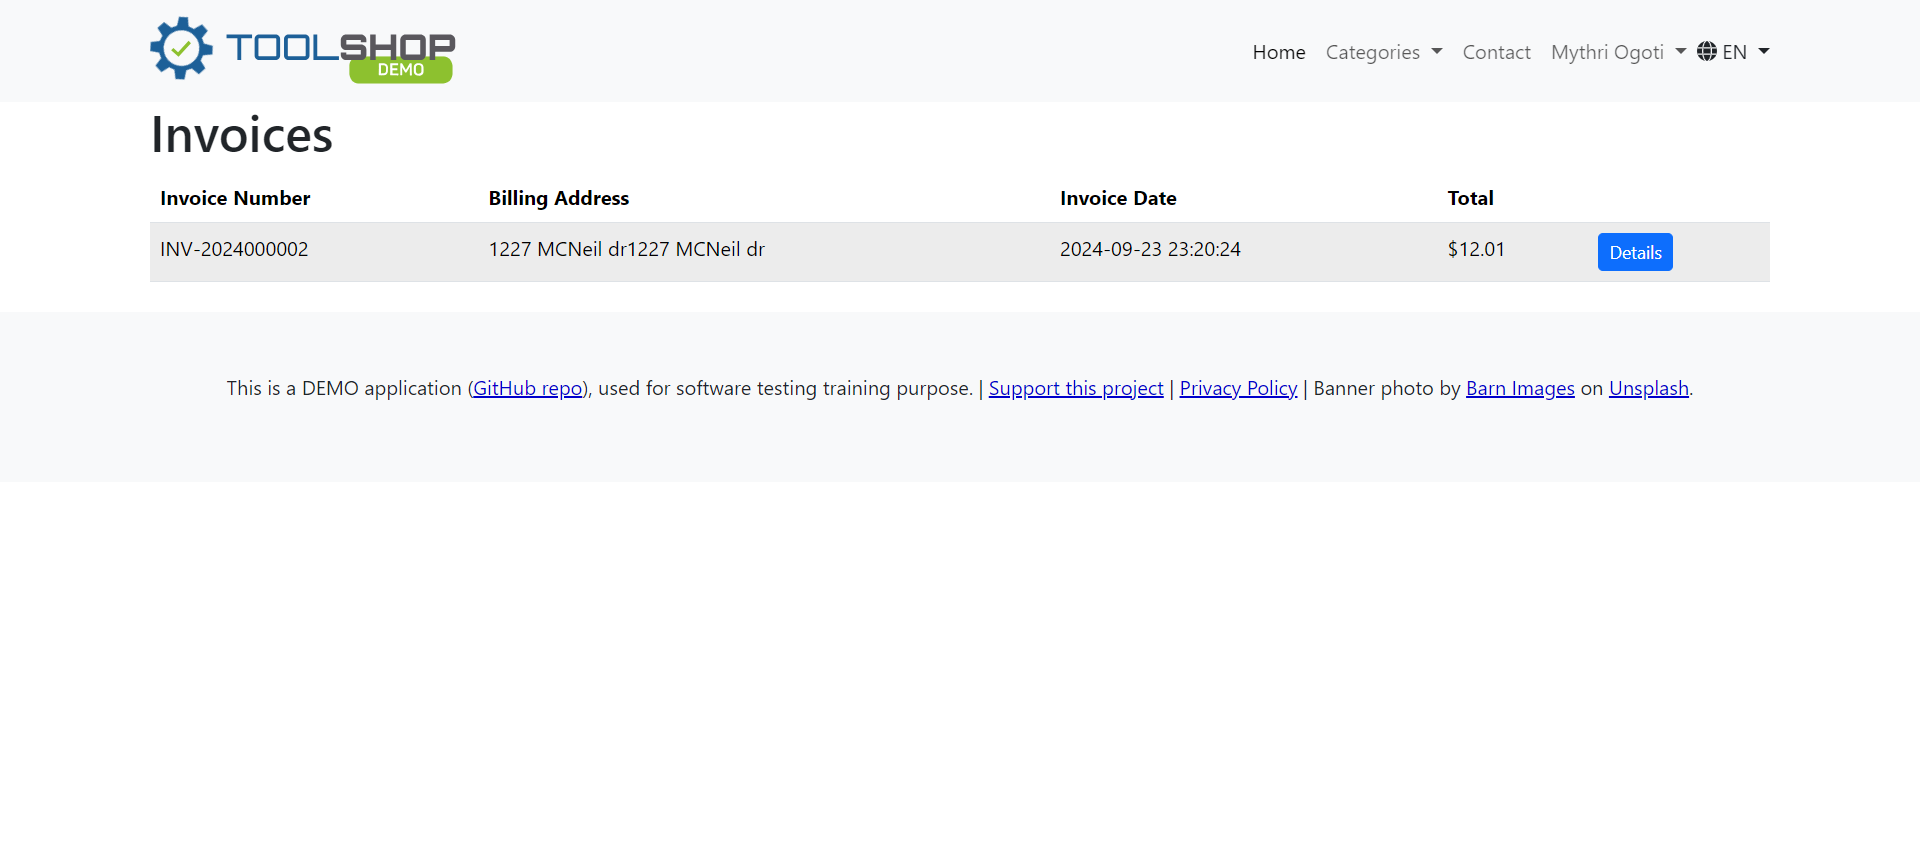 TOOLSHOP
DEMO
Home Categories Contact Mythri Ogoti EN
Invoices
Invoice Number Billing Address Invoice Date Total
INV-2024000002 1227 MCNeil dr1227 MCNeil dr 2024-09-23 23:20:24 $12.01 Details
This is a DEMO application (GitHub repo), used for software testing training purpose. | Support this project | Privacy Policy | Banner photo by Barn Images on Unsplash.